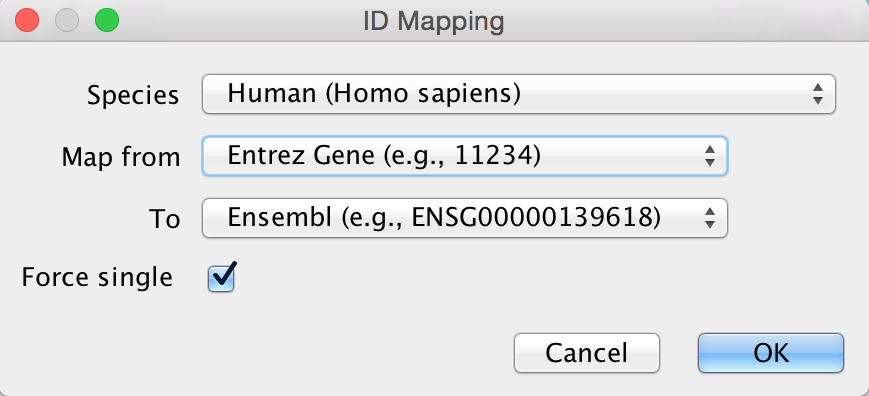 ID Mapping
Species Human (Homo sapiens)
Map from Entrez Gene (e.g., 11234)
To Ensembl (e.g., ENSG00000139618)
Force single
Cancel OK